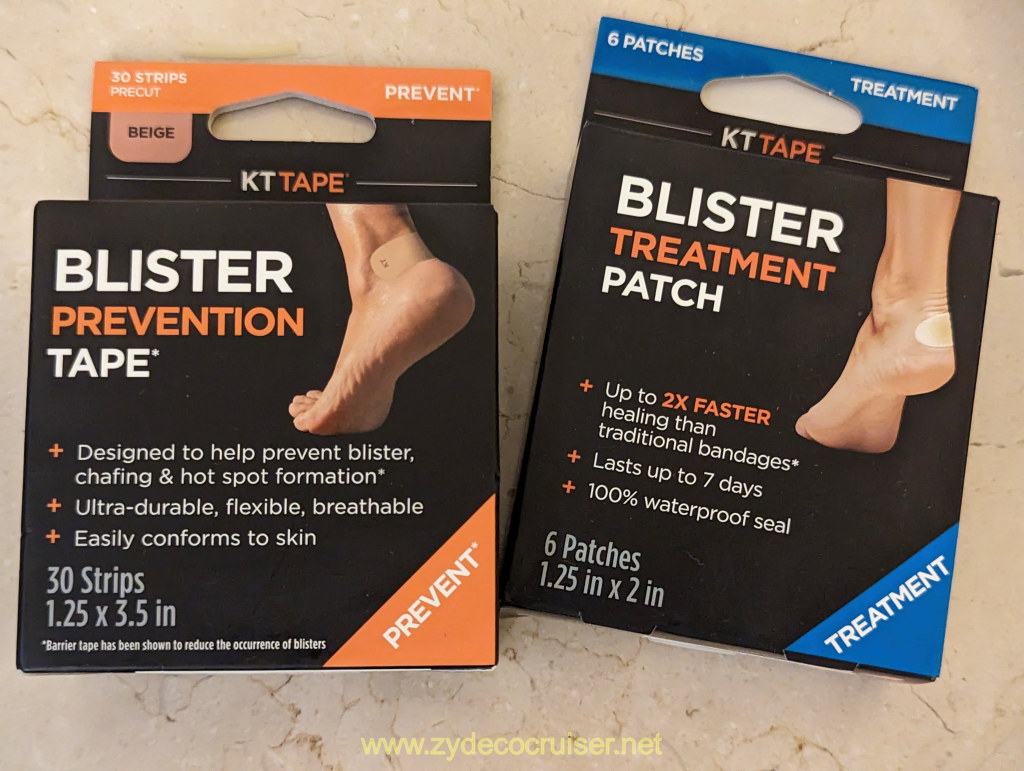 30 STRIPS
PRECUT
PREVENT*
BEIGE
KT TAPE®
BLISTER
PREVENTION
TAPE*
KT
+ Designed to help prevent blister,
chafing & hot spot formation*
+ Ultra-durable, flexible, breathable
+ Easily conforms to skin
30 Strips
1.25 x 3.5 in
*Barrier tape has been shown to reduce the occurrence of blisters
PREVENT*
6 PATCHES
TREATMENT
KT TAPE®
BLISTER
TREATMENT
PATCH
+ Up to 2X FASTER
healing than
traditional bandages*
+ Lasts up to 7 days
+ 100% waterproof seal
6 Patches
1.25 in x 2 in
TREATMENT
www.zydecocruiser.net